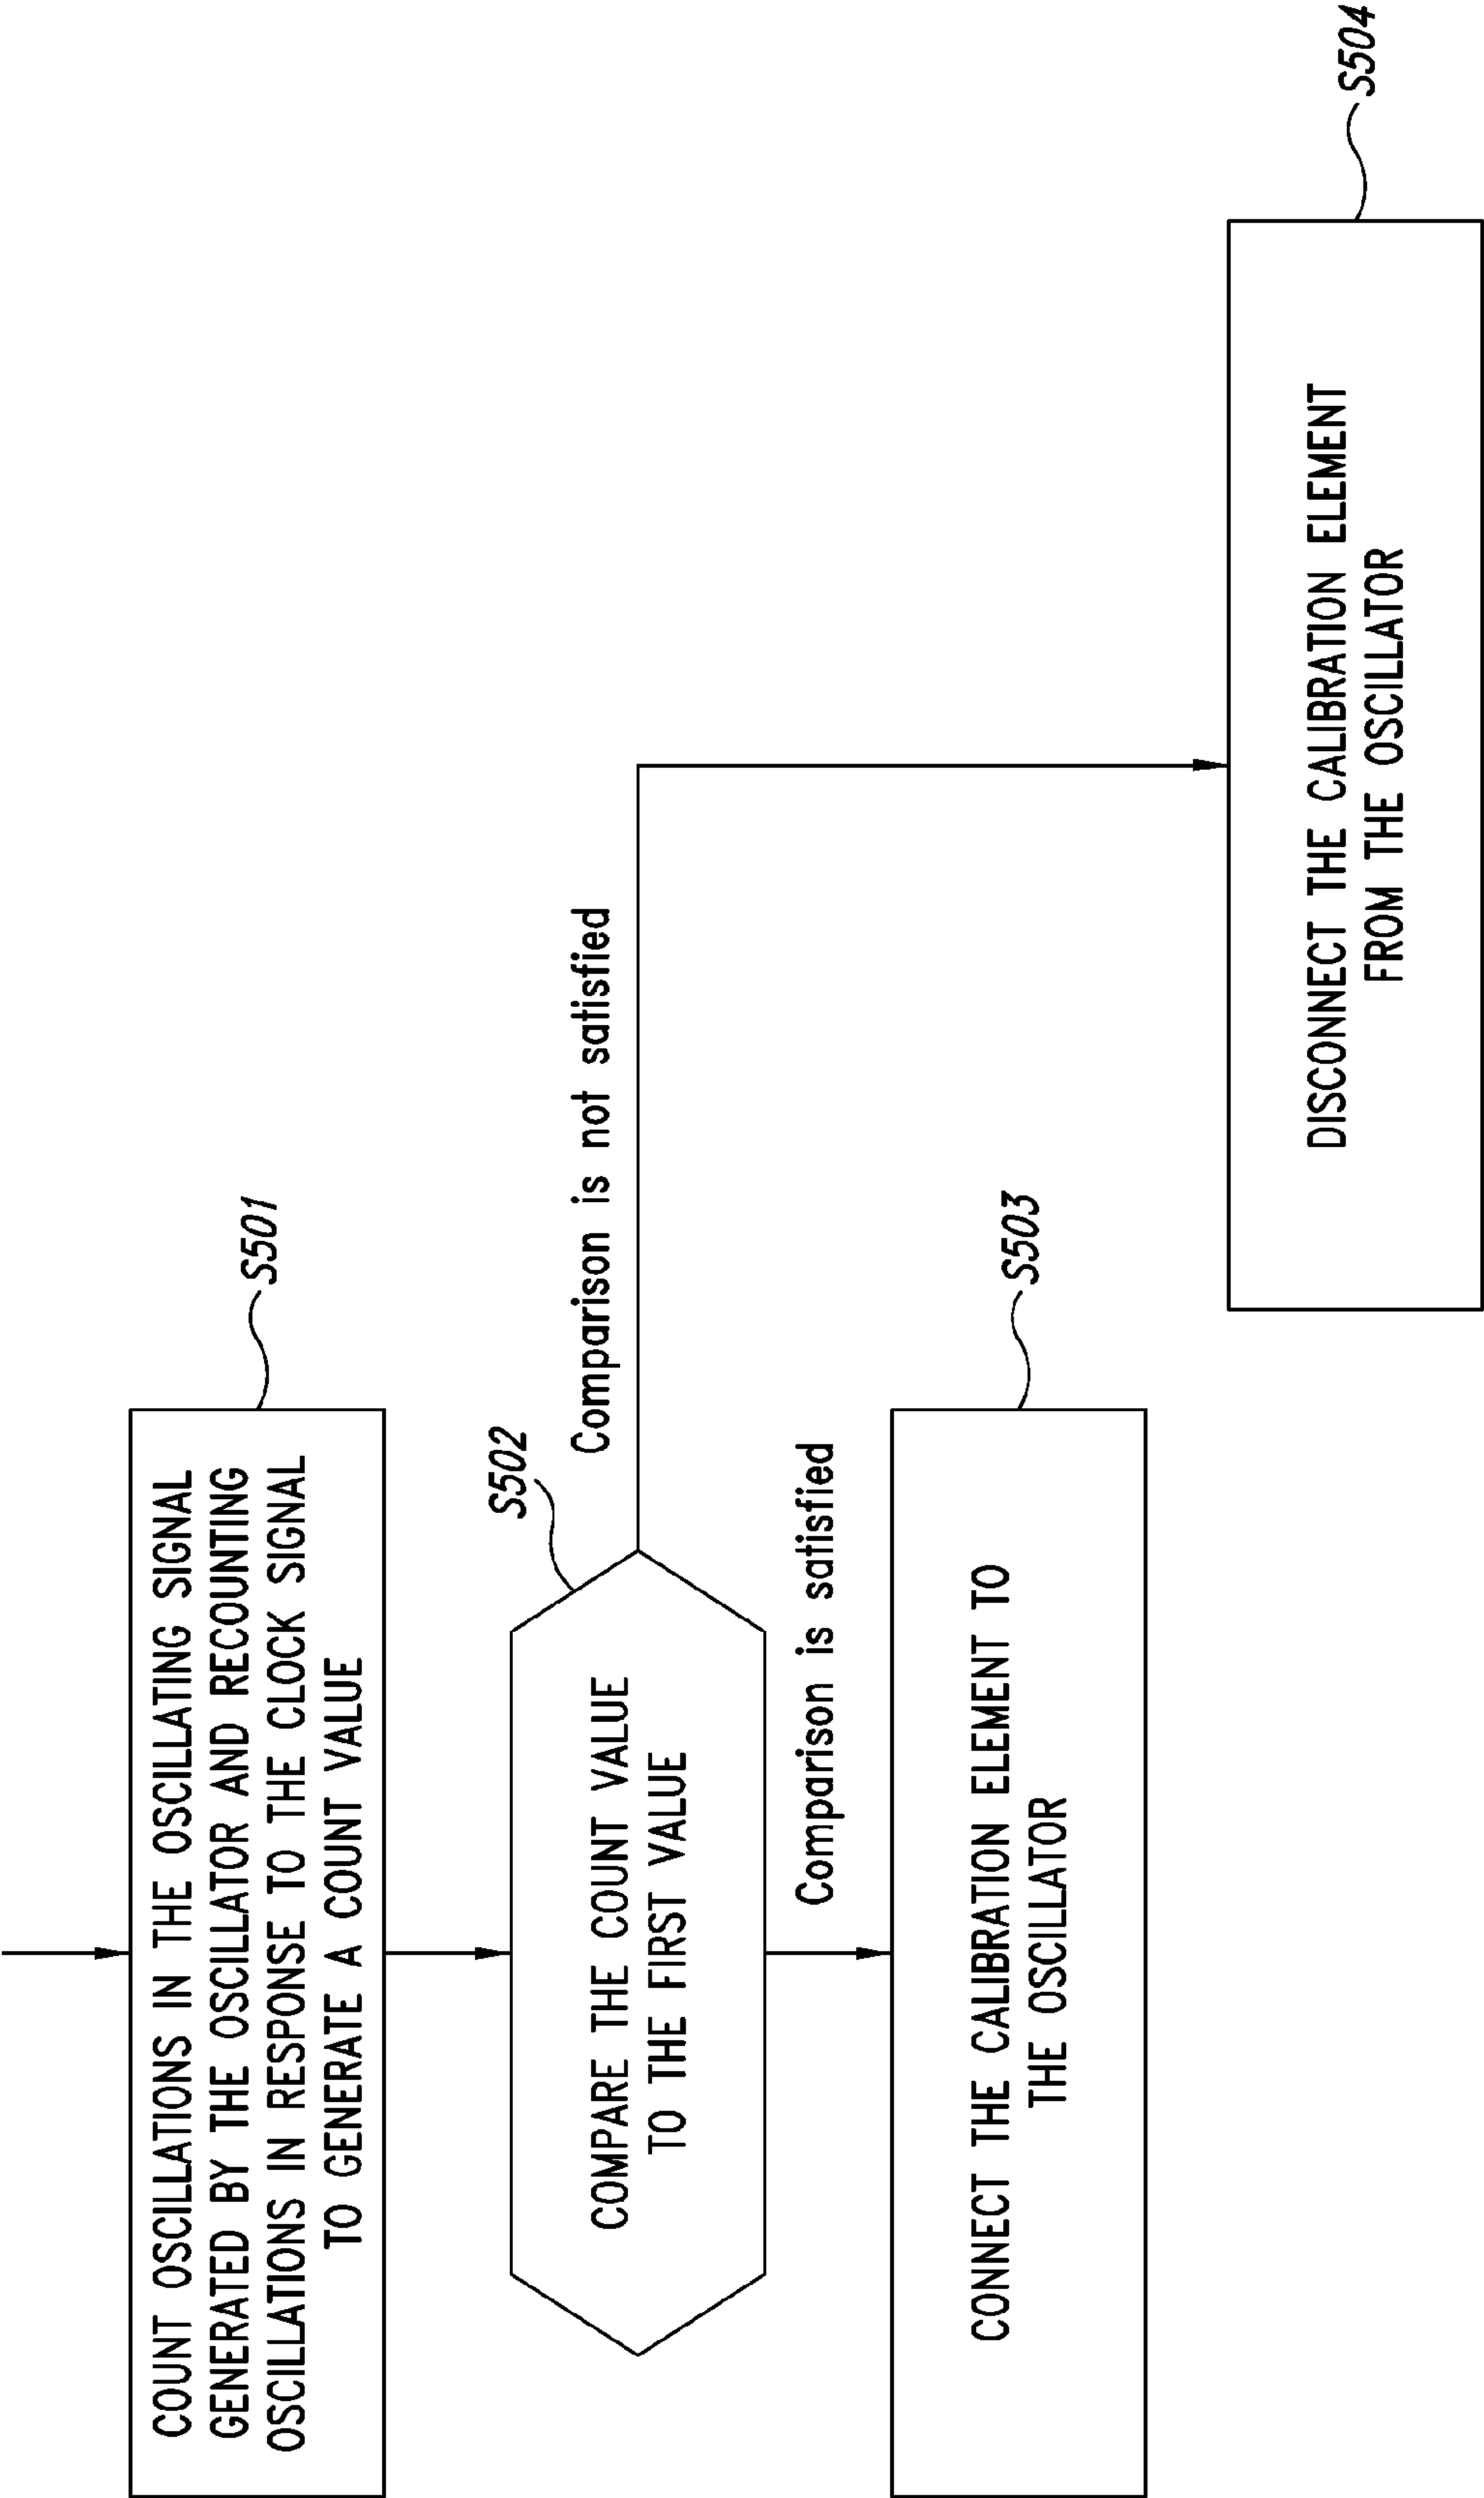 COUNT OSCILLATIONS IN THE OSCILLATING SIGNAL
GENERATED BY THE OSCILLATOR AND RECOUNTING
OSCILLATIONS IN RESPONSE TO THE CLOCK SIGNAL
TO GENERATE A COUNT VALUE
S501
S502
COMPARE THE COUNT VALUE
TO THE FIRST VALUE
Comparison is not satisfied
Comparison is satisfied
CONNECT THE CALIBRATION ELEMENT TO
THE OSCILLATOR
S503
DISCONNECT THE CALIBRATION ELEMENT
FROM THE OSCILLATOR
S504